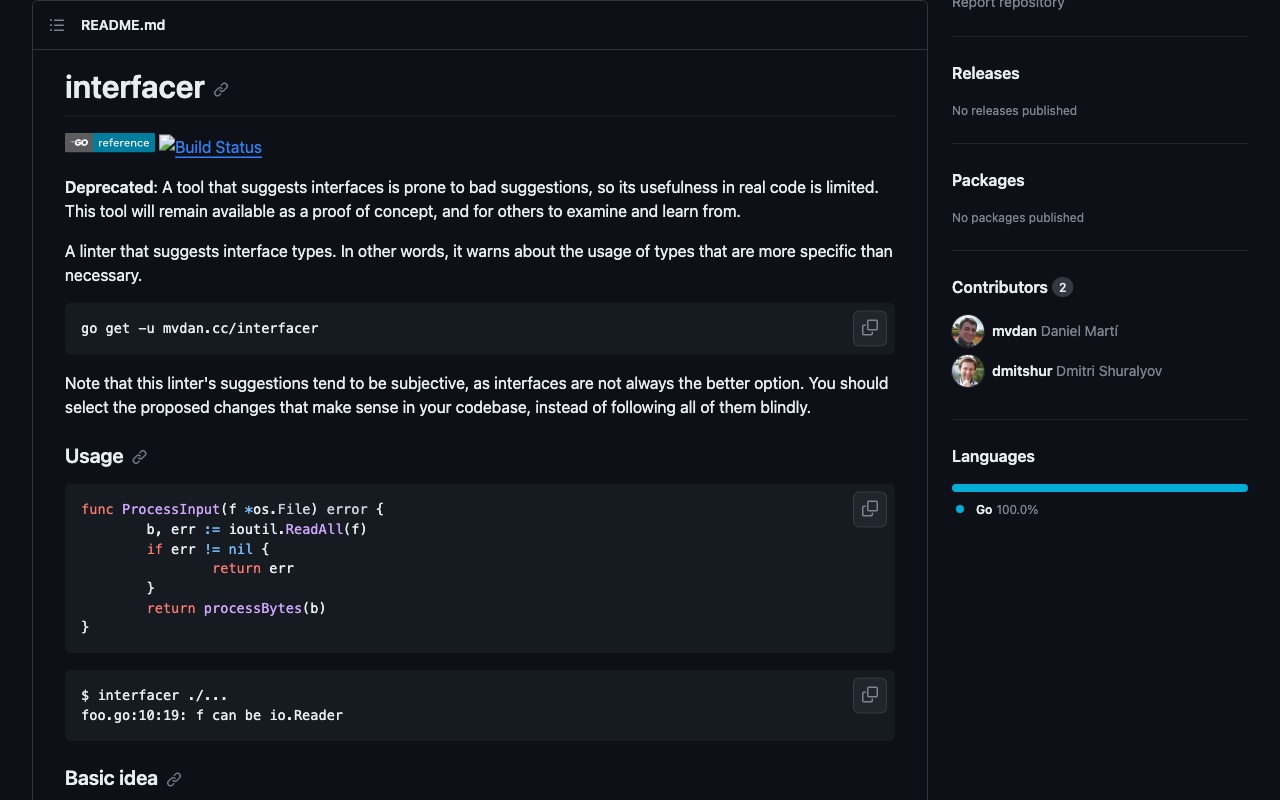 README.md
interfacer
GO reference Build Status
Deprecated: A tool that suggests interfaces is prone to bad suggestions, so its usefulness in real code is limited.
This tool will remain available as a proof of concept, and for others to examine and learn from.
A linter that suggests interface types. In other words, it warns about the usage of types that are more specific than
necessary.
go get -u mvdan.cc/interfacer
Note that this linter's suggestions tend to be subjective, as interfaces are not always the better option. You should
select the proposed changes that make sense in your codebase, instead of following all of them blindly.
Usage
func ProcessInput(f *os.File) error {
        b, err := ioutil.ReadAll(f)
        if err != nil {
                return err
        }
        return processBytes(b)
}
$ interfacer ./...
foo.go:10:19: f can be io.Reader
Basic idea
Report repository
Releases
No releases published
Packages
No packages published
Contributors 2
mvdan Daniel Martí
dmitshur Dmitri Shuralyov
Languages
Go 100.0%